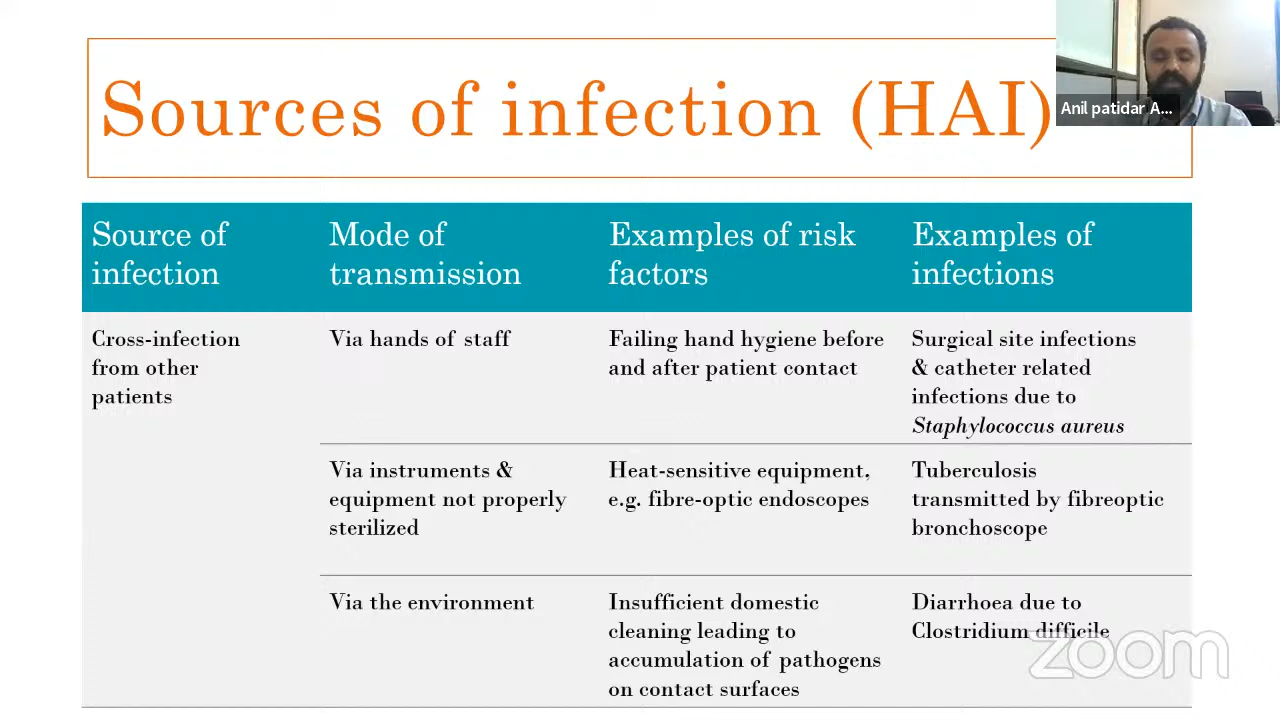 Sources of infection (HAI)
Anil patidar A...
Source of
infection
Mode of
transmission
Examples of risk
factors
Examples of
infections
Cross-infection
from other
patients
Via hands of staff
Failing hand hygiene before
and after patient contact
Surgical site infections
& catheter related
infections due to
Staphylococcus aureus
Via instruments &
equipment not properly
sterilized
Heat-sensitive equipment,
e.g. fibre-optic endoscopes
Tuberculosis
transmitted by fibreoptic
bronchoscope
Via the environment
Insufficient domestic
cleaning leading to
accumulation of pathogens
on contact surfaces
Diarrhoea due to
Clostridium difficile
zoom